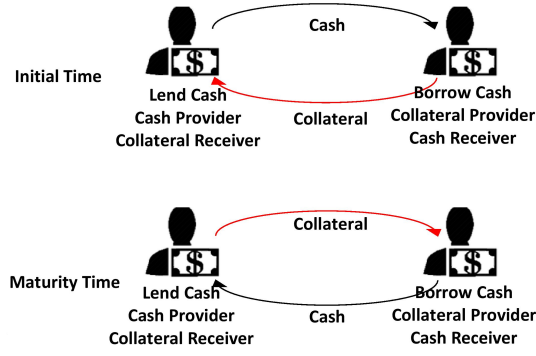 Cash
$
$
Initial Time
Lend Cash
Cash Provider
Collateral Receiver
Collateral
Borrow Cash
Collateral Provider
Cash Receiver
Collateral
$
$
Maturity Time
Lend Cash
Cash Provider
Collateral Receiver
Cash
Borrow Cash
Collateral Provider
Cash Receiver